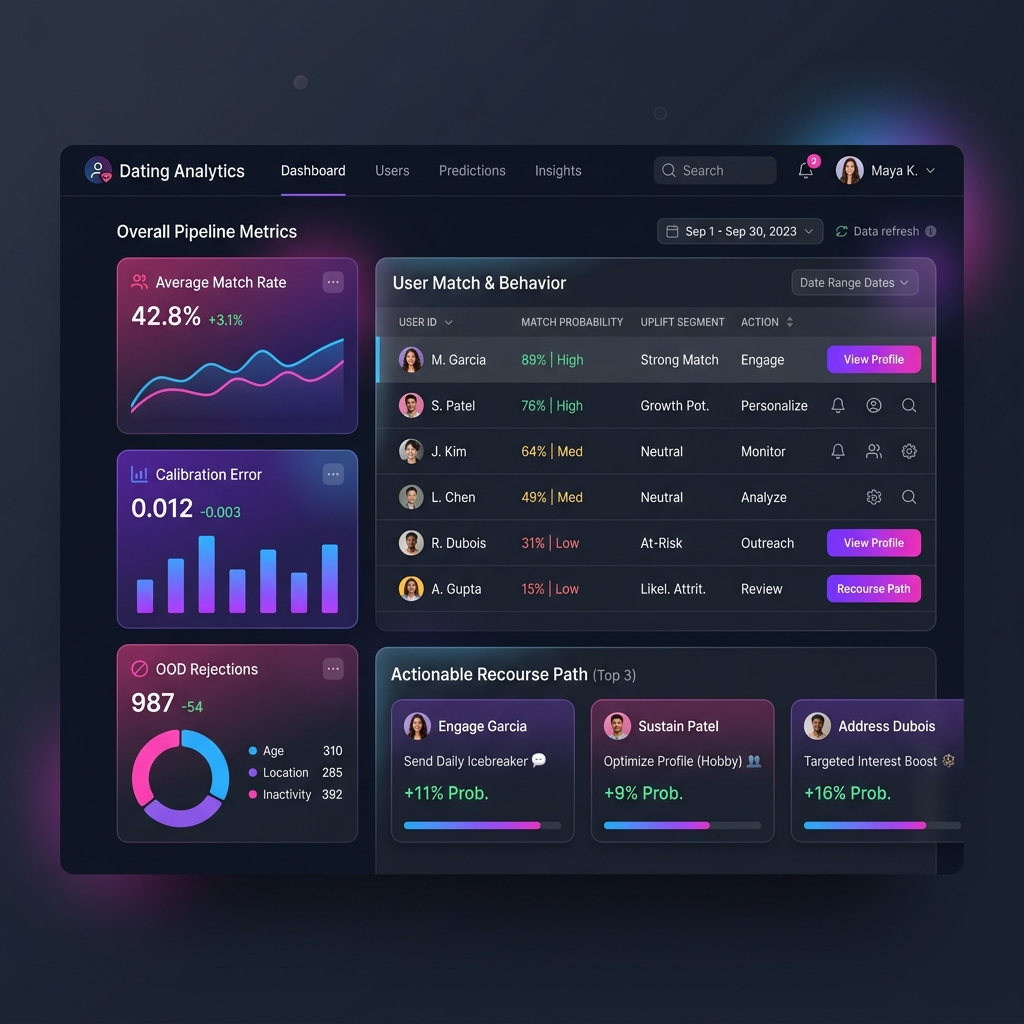 Dating Analytics Dashboard Users Predictions Insights Search Maya K.
Overall Pipeline Metrics
Sep 1 - Sep 30, 2023 Data refresh
Average Match Rate
42.8% +3.1%
Calibration Error
0.012 -0.003
OOD Rejections
987 -54
Age 310
Location 285
Inactivity 392
User Match & Behavior
Date Range Dates
USER ID MATCH PROBABILITY UPLIFT SEGMENT ACTION
M. Garcia 89% | High Strong Match Engage View Profile
S. Patel 76% | High Growth Pot. Personalize
J. Kim 64% | Med Neutral Monitor
L. Chen 49% | Med Neutral Analyze
R. Dubois 31% | Low At-Risk Outreach View Profile
A. Gupta 15% | Low Likel. Attrit. Review Recourse Path
Actionable Recourse Path (Top 3)
Engage Garcia
Send Daily Icebreaker
+11% Prob.
Sustain Patel
Optimize Profile (Hobby)
+9% Prob.
Address Dubois
Targeted Interest Boost
+16% Prob.